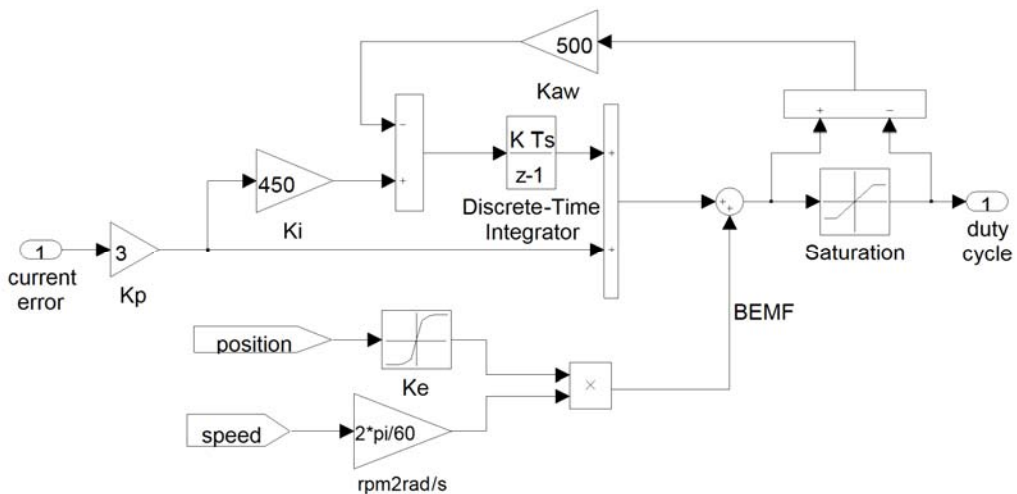 500
Kaw
+ −
−
K Ts
z-1
+
450
+
Discrete-Time
Integrator
Ki
+
+
Saturation
1
duty
cycle
1
current
error
3
Kp
+
BEMF
position
Ke
×
speed
2*pi/60
rpm2rad/s